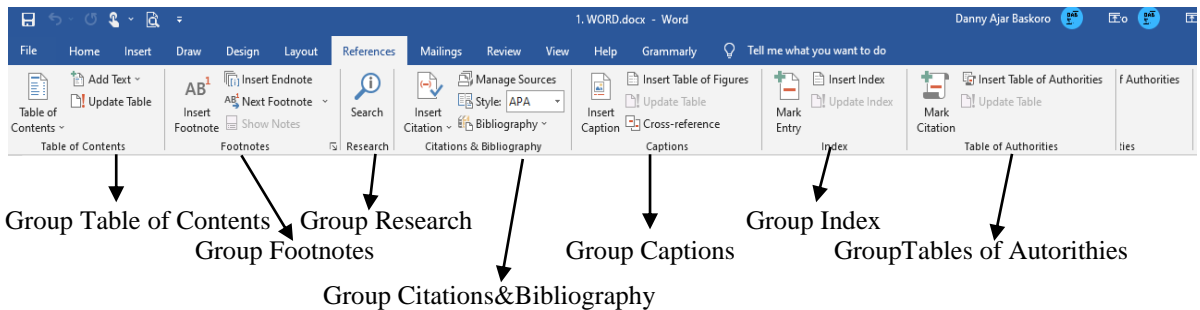 1. WORD.docx - Word
Danny Ajar Baskoro
File Home Insert Draw Design Layout References Mailings Review View Help Grammarly Tell me what you want to do
Table of Contents
Add Text
Update Table
Table of Contents
AB1
Insert Footnote
Insert Endnote
Next Footnote
Show Notes
Footnotes
Search
Research
Insert Citation
Manage Sources
Style: APA
Bibliography
Citations & Bibliography
Insert Caption
Insert Table of Figures
Update Table
Cross-reference
Captions
Mark Entry
Insert Index
Update Index
Index
Mark Citation
Insert Table of Authorities
Update Table
Table of Authorities
f Authorities
ties
Group Table of Contents
Group Research
Group Index
Group Footnotes
Group Captions
GroupTables of Autorithies
Group Citations&Bibliography